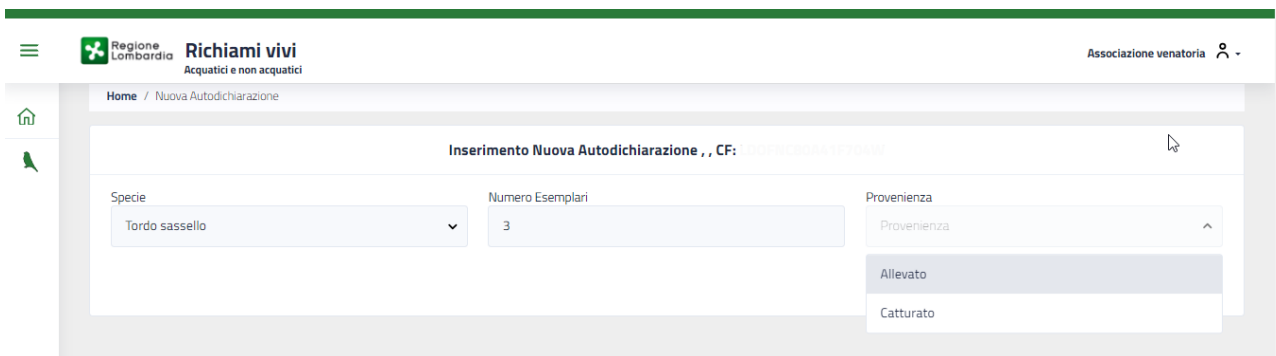 Regione
Lombardia
Richiami vivi
Acquatici e non acquatici
Associazione venatoria
Home / Nuova Autodichiarazione
Inserimento Nuova Autodichiarazione , , CF:
Specie
Numero Esemplari
Provenienza
Tordo sassello
3
Provenienza
Allevato
Catturato